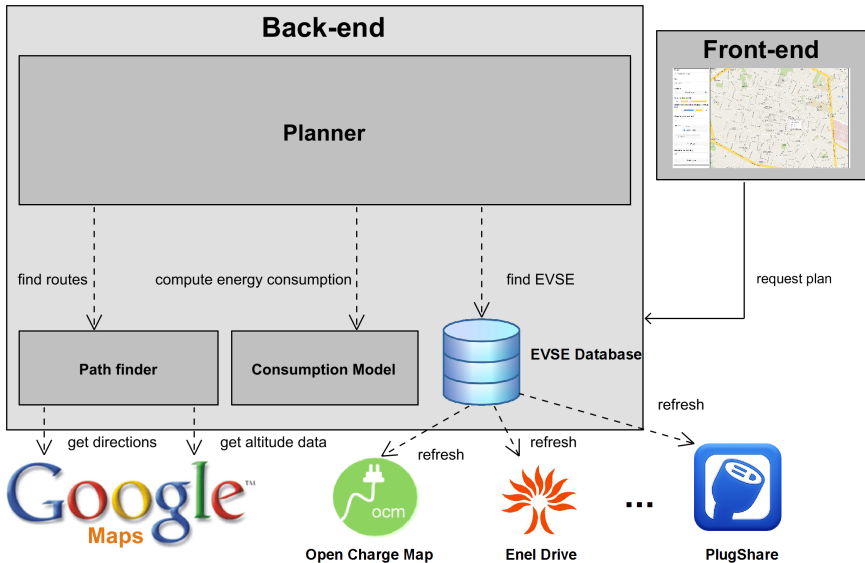 Back-end
Front-end
Planner
find routes
compute energy consumption
find EVSE
request plan
Path finder
Consumption Model
EVSE Database
get directions
get altitude data
refresh
refresh
refresh
Google™
Maps
ocm
...
Open Charge Map
Enel Drive
PlugShare